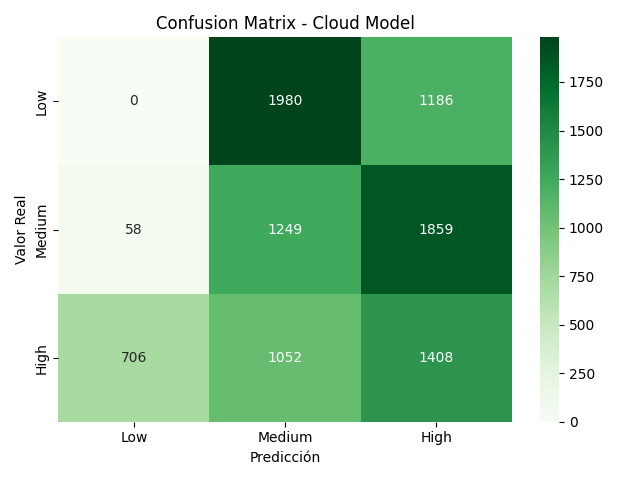 Confusion Matrix - Cloud Model
Valor Real
Low
0
1980
1186
Medium
58
1249
1859
High
706
1052
1408
Low
Medium
High
Predicción
1750
1500
1250
1000
750
500
250
0